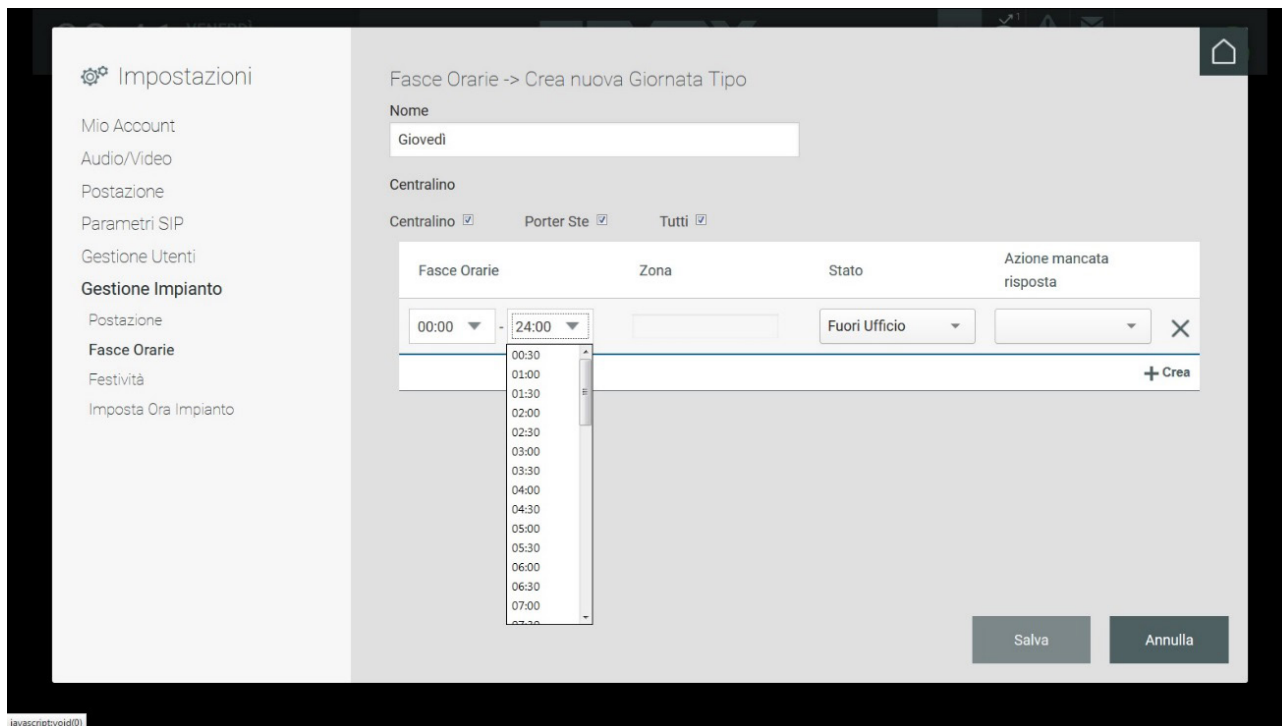 Impostazioni
Mio Account
Audio/Video
Postazione
Parametri SIP
Gestione Utenti
Gestione Impianto
Postazione
Fasce Orarie
Festività
Imposta Ora Impianto
Fasce Orarie -> Crea nuova Giornata Tipo
Nome
Giovedì
Centralino
Centralino Porter Ste Tutti
Fasce Orarie Zona Stato Azione mancata risposta
00:00 - 24:00 Fuori Ufficio
00:30
01:00
01:30
02:00
02:30
03:00
03:30
04:00
04:30
05:00
05:30
06:00
06:30
07:00
07:30
+ Crea
Salva Annulla
javascript:void(0)